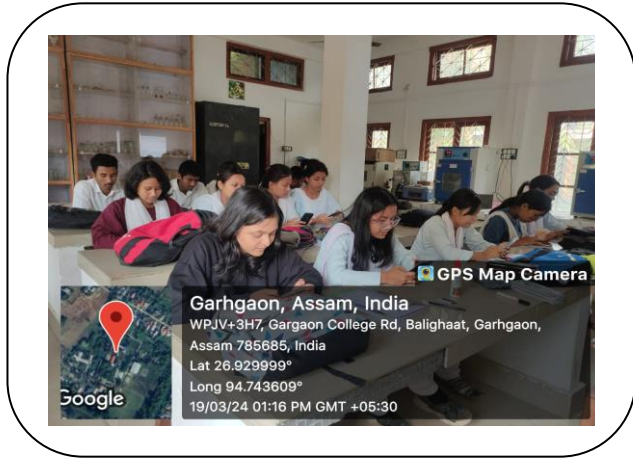 GPS Map Camera
Garhgaon, Assam, India
WPJV+3H7, Gargaon College Rd, Balighaat, Garhgaon,
Assam 785685, India
Lat 26.929999°
Long 94.743609°
19/03/24 01:16 PM GMT +05:30
Google